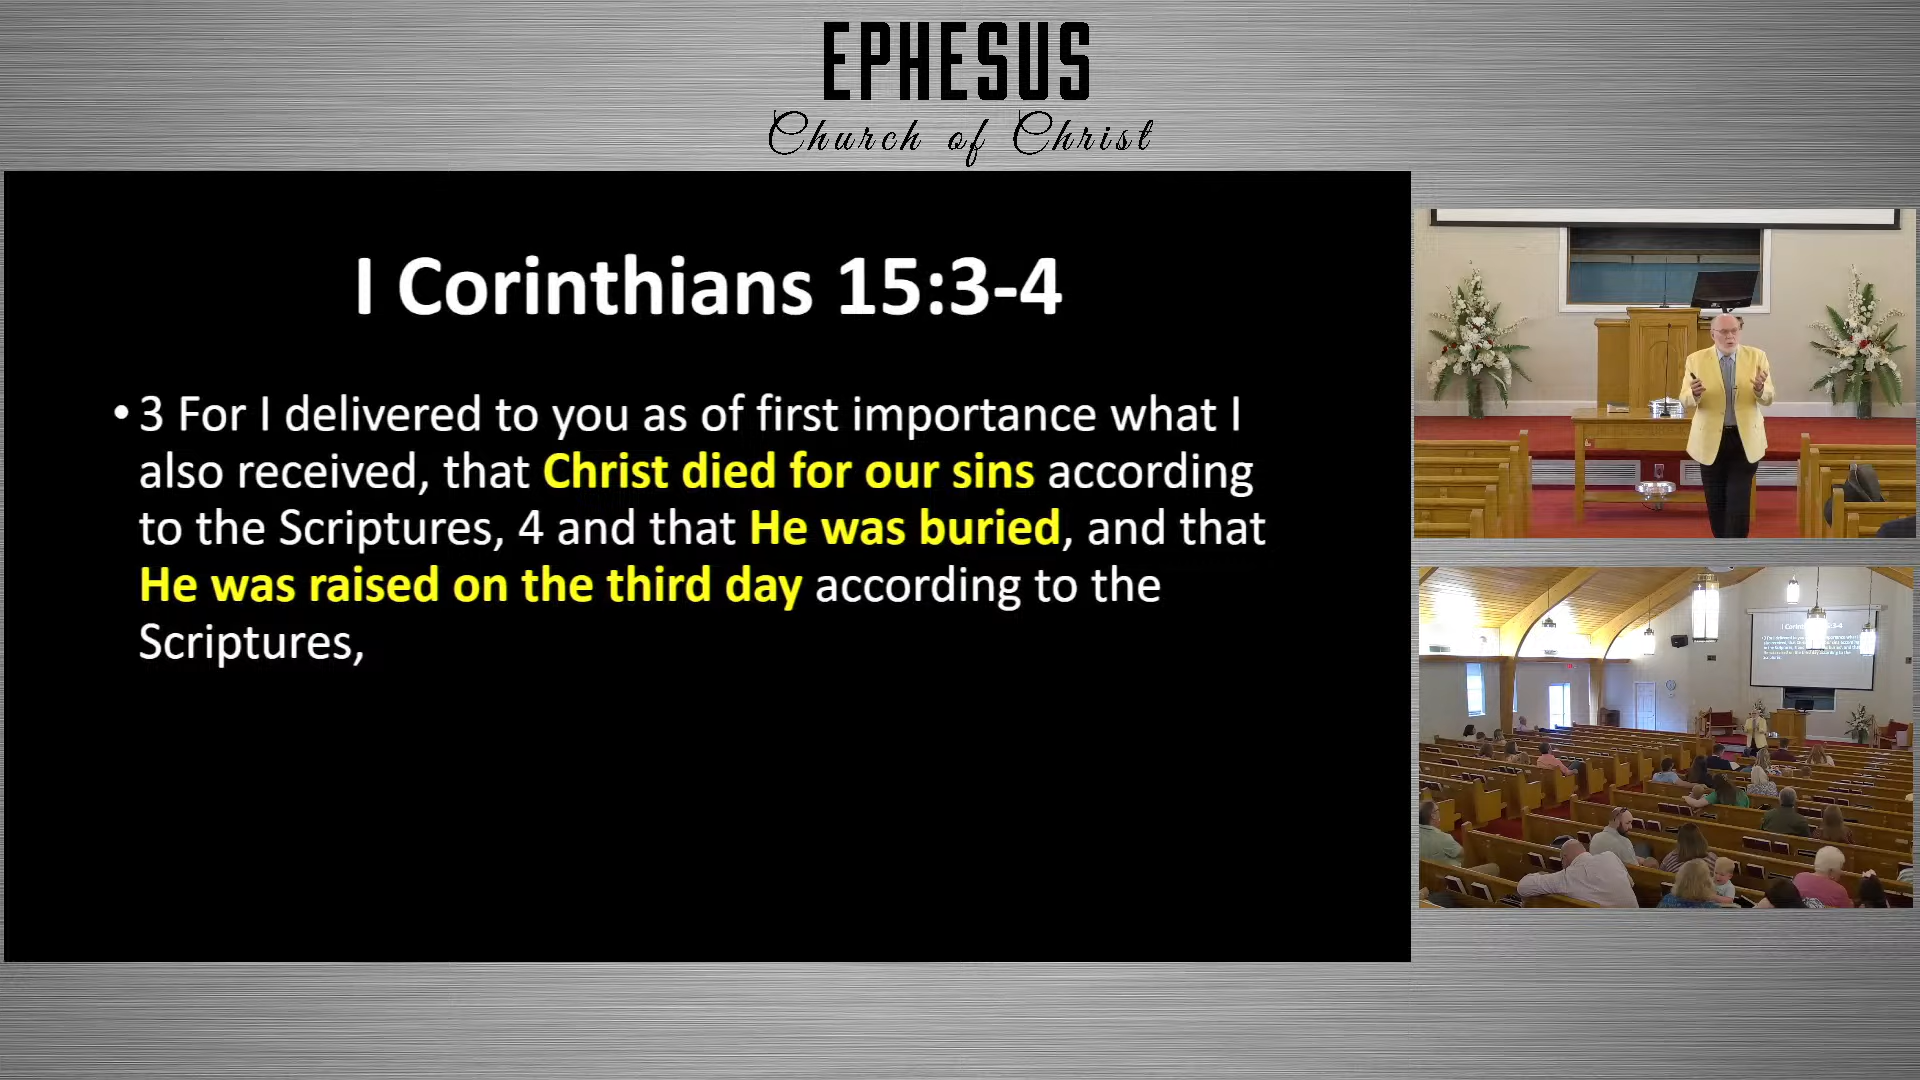 EPHESUS
Church of Christ
I Corinthians 15:3-4
• 3 For I delivered to you as of first importance what I
also received, that Christ died for our sins according
to the Scriptures, 4 and that He was buried, and that
He was raised on the third day according to the
Scriptures,